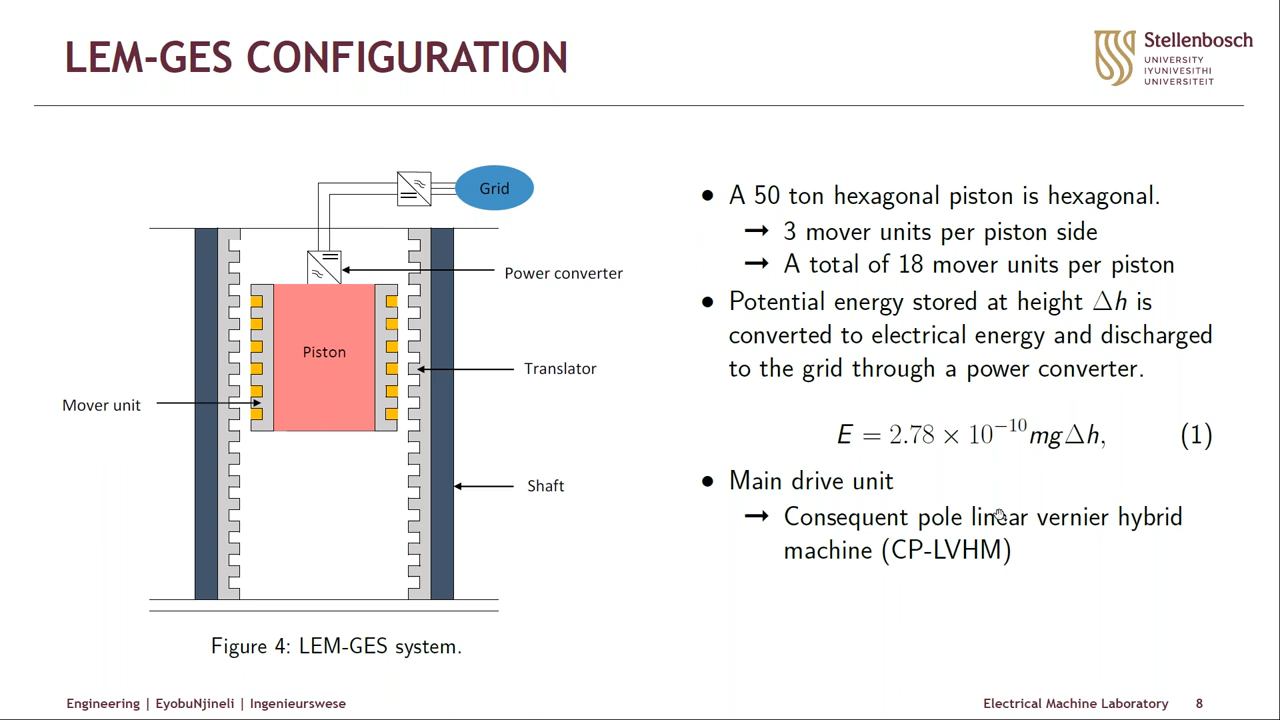 LEM-GES CONFIGURATION
Stellenbosch
UNIVERSITY
IYUNIVESITHI
UNIVERSITEIT
Grid
Power converter
Piston
Translator
Mover unit
Shaft
Figure 4: LEM-GES system.
• A 50 ton hexagonal piston is hexagonal.
→ 3 mover units per piston side
→ A total of 18 mover units per piston
• Potential energy stored at height Δh is
converted to electrical energy and discharged
to the grid through a power converter.
E = 2.78 × 10⁻¹⁰mgΔh, (1)
• Main drive unit
→ Consequent pole linear vernier hybrid
machine (CP-LVHM)
Engineering | EyobuNjineli | Ingenieurswese
Electrical Machine Laboratory 8